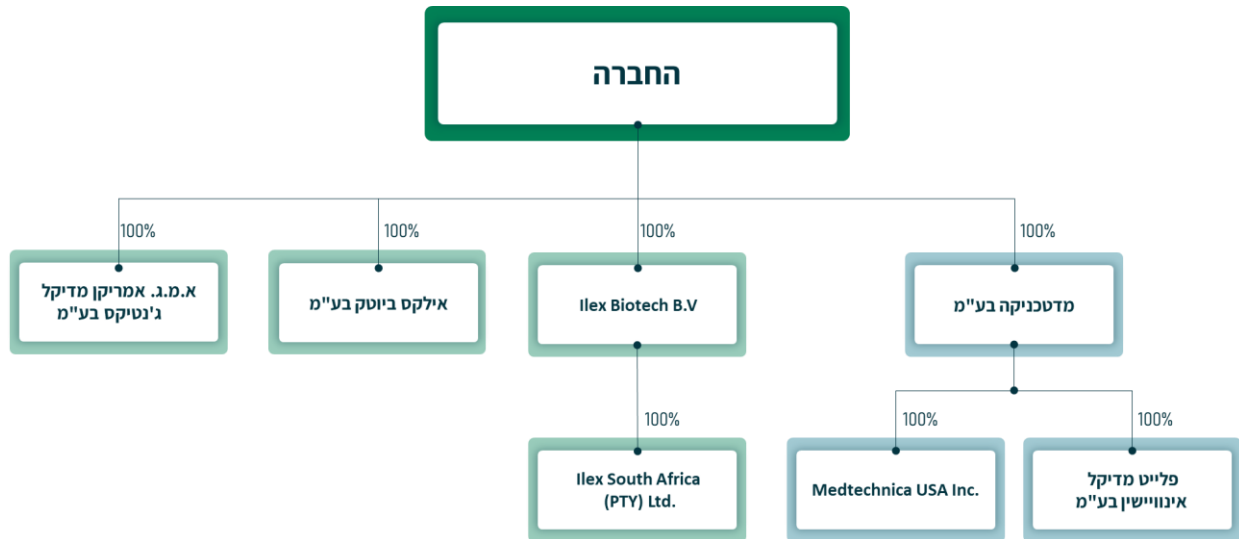 החברה
100%
100%
100%
100%
מדטכניקה בע"מ
Ilex Biotech B.V
אילקס ביוטק בע"מ
א.מ.ג. אמריקן מדיקל
ג'נטיקס בע"מ
100%
100%
100%
פלייט מדיקל
אינוויישין בע"מ
Medtechnica USA Inc.
Ilex South Africa
(PTY) Ltd.